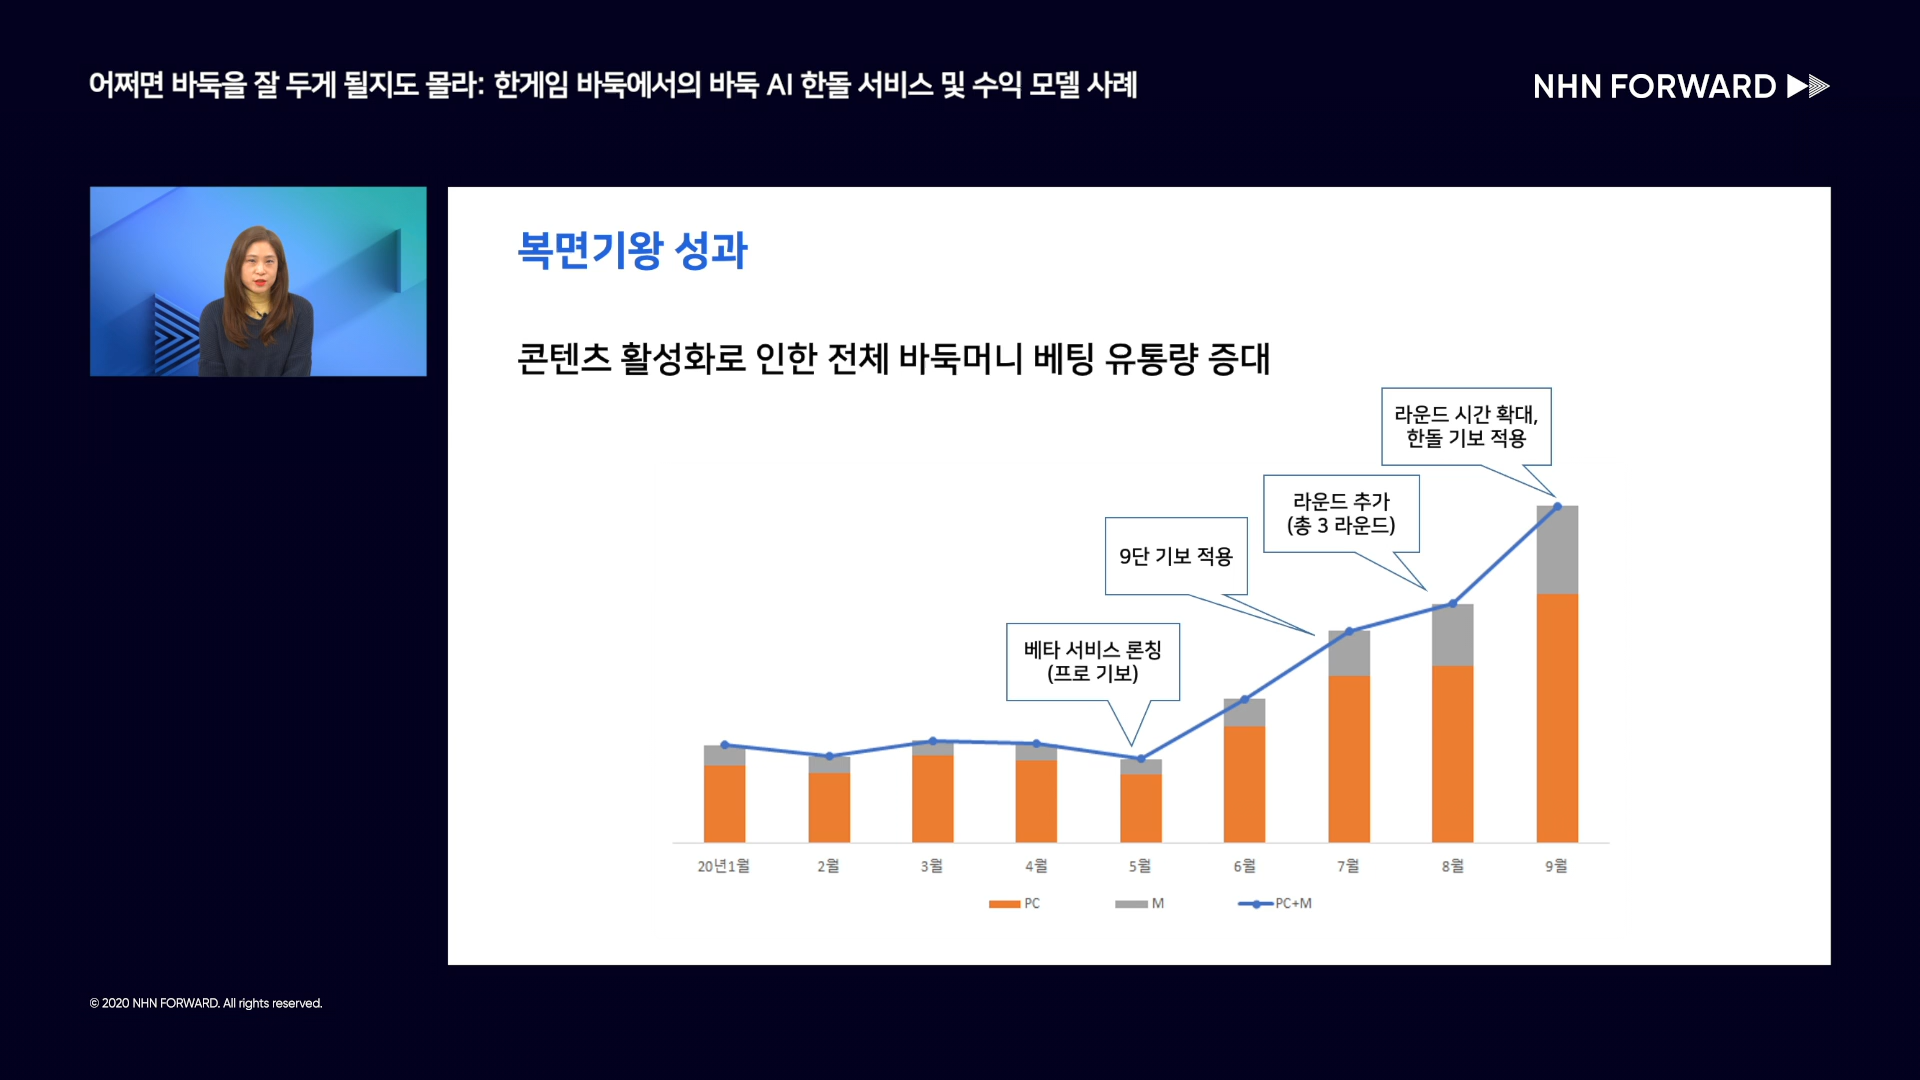 어쩌면 바둑을 잘 두게 될지도 몰라: 한게임 바둑에서의 바둑 AI 한돌 서비스 및 수익 모델 사례
NHN FORWARD
복면기왕 성과
콘텐츠 활성화로 인한 전체 바둑머니 베팅 유통량 증대
라운드 시간 확대,
한돌 기보 적용
라운드 추가
(총 3 라운드)
9단 기보 적용
베타 서비스 론칭
(프로 기보)
20년1월 2월 3월 4월 5월 6월 7월 8월 9월
PC M PC+M
© 2020 NHN FORWARD. All rights reserved.